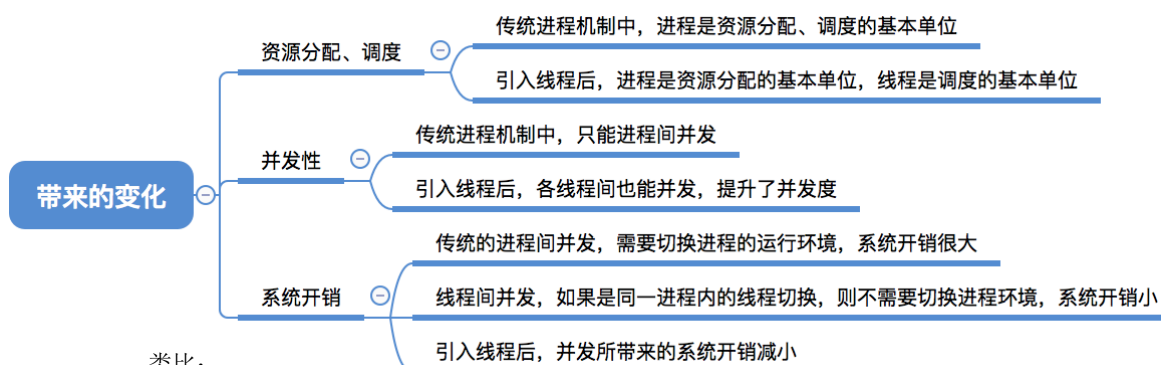 带来的变化
资源分配、调度
传统进程机制中，进程是资源分配、调度的基本单位
引入线程后，进程是资源分配的基本单位，线程是调度的基本单位
并发性
传统进程机制中，只能进程间并发
引入线程后，各线程间也能并发，提升了并发度
系统开销
传统的进程间并发，需要切换进程的运行环境，系统开销很大
线程间并发，如果是同一进程内的线程切换，则不需要切换进程环境，系统开销小
引入线程后，并发所带来的系统开销减小
类比：